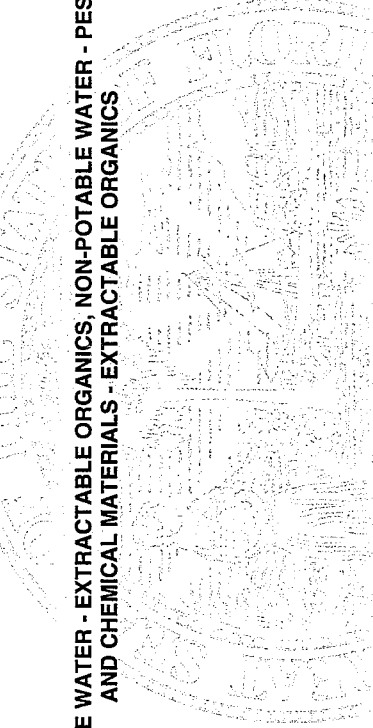 E WATER - EXTRACTABLE ORGANICS, NON-POTABLE WATER - PES
AND CHEMICAL MATERIALS - EXTRACTABLE ORGANICS